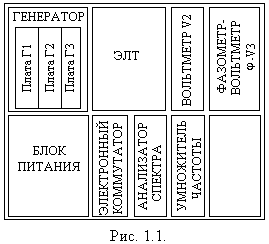 ГЕНЕРАТОР
Плата Г1
Плата Г2
Плата Г3
ЭЛТ
ВОЛЬТМЕТР V2
ФАЗОМЕТР-
ВОЛЬТМЕТР
φ-V3
БЛОК
ПИТАНИЯ
ЭЛЕКТРОННЫЙ
КОММУТАТОР
АНАЛИЗАТОР
СПЕКТРА
УМНОЖИТЕЛЬ
ЧАСТОТЫ
Рис. 1.1.